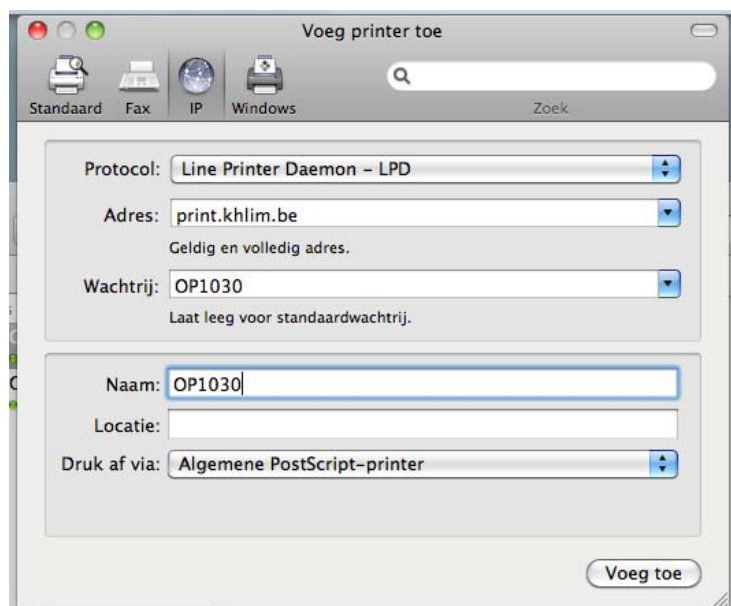 Voeg printer toe
Standaard Fax IP Windows Zoek
Protocol: Line Printer Daemon – LPD
Adres: print.khlim.be
Geldig en volledig adres.
Wachtrij: OP1030
Laat leeg voor standaardwachtrij.
Naam: OP1030
Locatie:
Druk af via: Algemene PostScript-printer
Voeg toe